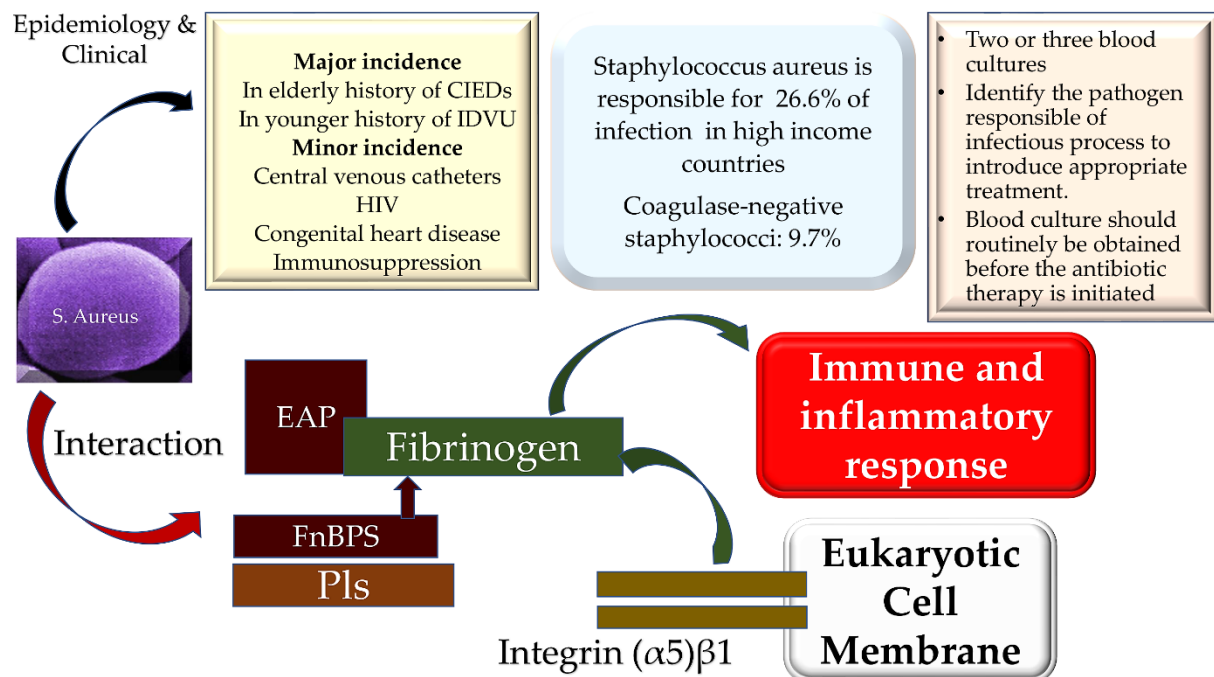 Epidemiology &
Clinical
Major incidence
In elderly history of CIEDs
In younger history of IDVU
Minor incidence
Central venous catheters
HIV
Congenital heart disease
Immunosuppression
Staphylococcus aureus is
responsible for 26.6% of
infection in high income
countries
Coagulase-negative
staphylococci: 9.7%
• Two or three blood
cultures
• Identify the pathogen
responsible of
infectious process to
introduce appropriate
treatment.
• Blood culture should
routinely be obtained
before the antibiotic
therapy is initiated
S. Aureus
Interaction
EAP
Fibrinogen
FnBPS
Pls
Immune and
inflammatory
response
Integrin (α5)β1
Eukaryotic
Cell
Membrane